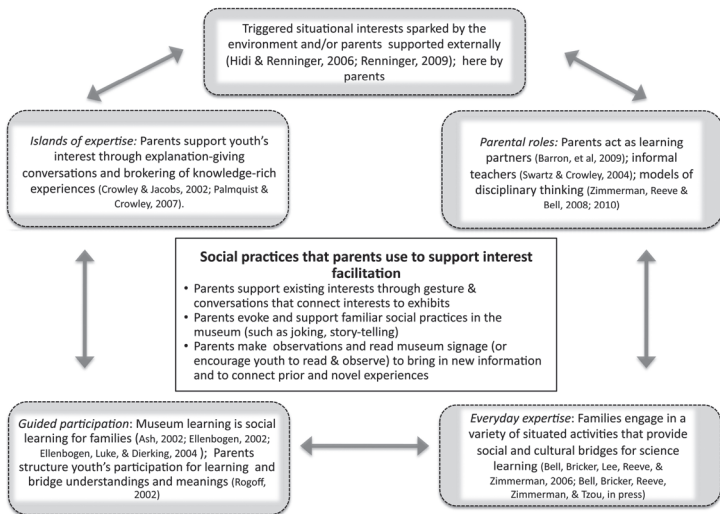 Triggered situational interests sparked by the
environment and/or parents supported externally
(Hidi & Renninger, 2006; Renninger, 2009); here by
parents
Islands of expertise: Parents support youth's
interest through explanation-giving
conversations and brokering of knowledge-rich
experiences (Crowley & Jacobs, 2002; Palmquist &
Crowley, 2007).
Parental roles: Parents act as learning
partners (Barron, et al, 2009); informal
teachers (Swartz & Crowley, 2004); models of
disciplinary thinking (Zimmerman, Reeve &
Bell, 2008; 2010)
Social practices that parents use to support interest
facilitation
• Parents support existing interests through gesture &
conversations that connect interests to exhibits
• Parents evoke and support familiar social practices in the
museum (such as joking, story-telling)
• Parents make observations and read museum signage (or
encourage youth to read & observe) to bring in new information
and to connect prior and novel experiences
Guided participation: Museum learning is social
learning for families (Ash, 2002; Ellenbogen, 2002;
Ellenbogen, Luke, & Dierking, 2004 ); Parents
structure youth's participation for learning and
bridge understandings and meanings (Rogoff,
2002)
Everyday expertise: Families engage in a
variety of situated activities that provide
social and cultural bridges for science
learning (Bell, Bricker, Lee, Reeve, &
Zimmerman, 2006; Bell, Bricker, Reeve,
Zimmerman, & Tzou, in press)